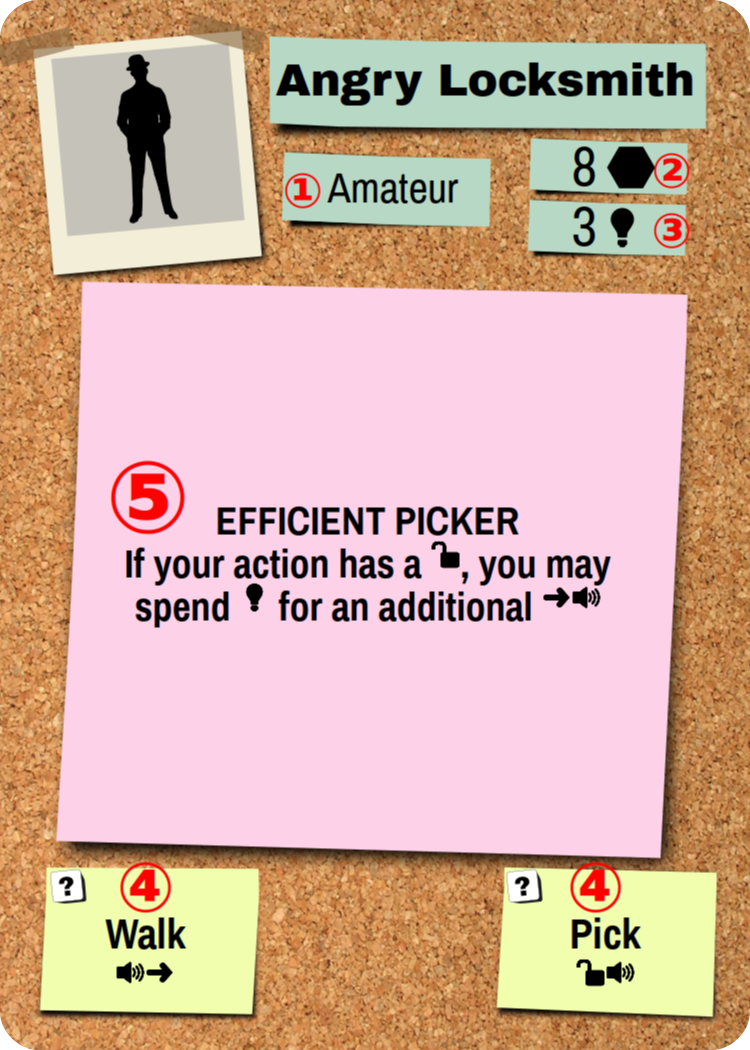 Angry Locksmith
① Amateur
8 ②
3 ③
⑤ EFFICIENT PICKER
If your action has a , you may
spend for an additional
? ④
Walk
? ④
Pick